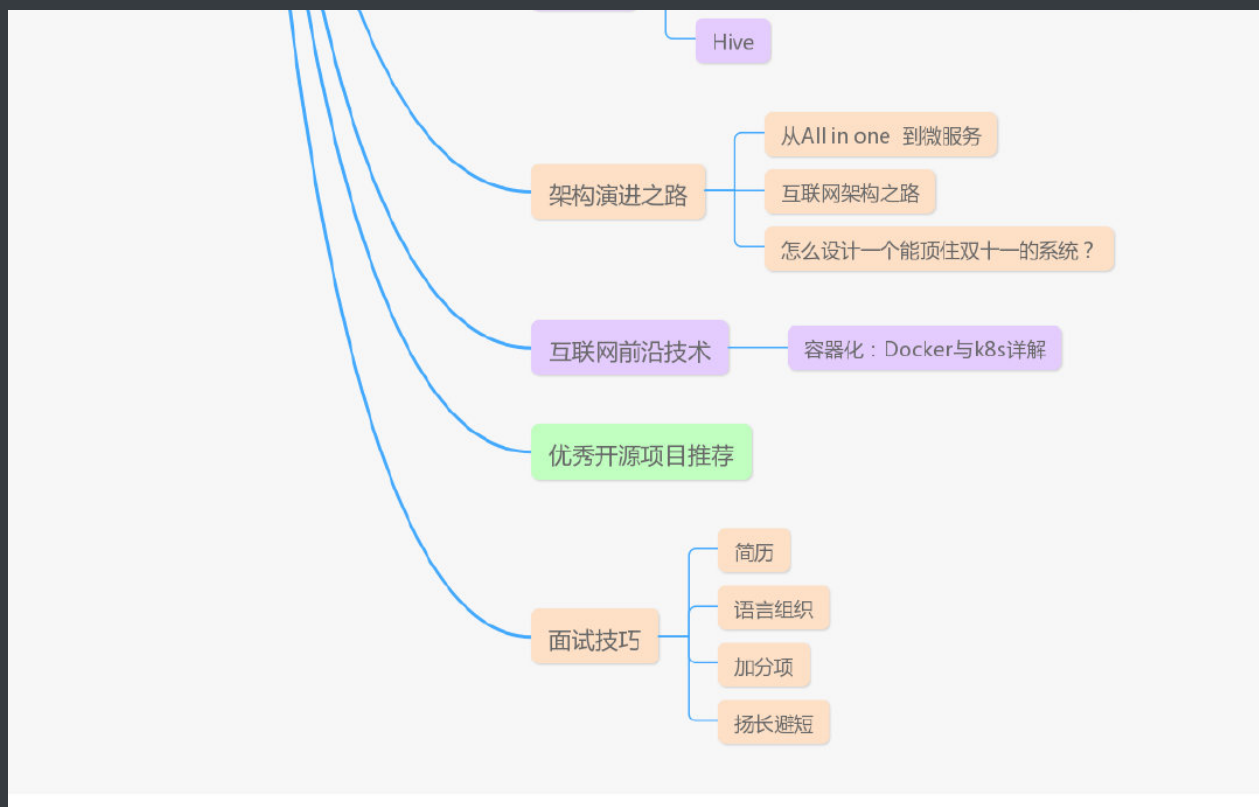 Hive
架构演进之路
从All in one 到微服务
互联网架构之路
怎么设计一个能顶住双十一的系统？
互联网前沿技术
容器化：Docker与k8s详解
优秀开源项目推荐
面试技巧
简历
语言组织
加分项
扬长避短